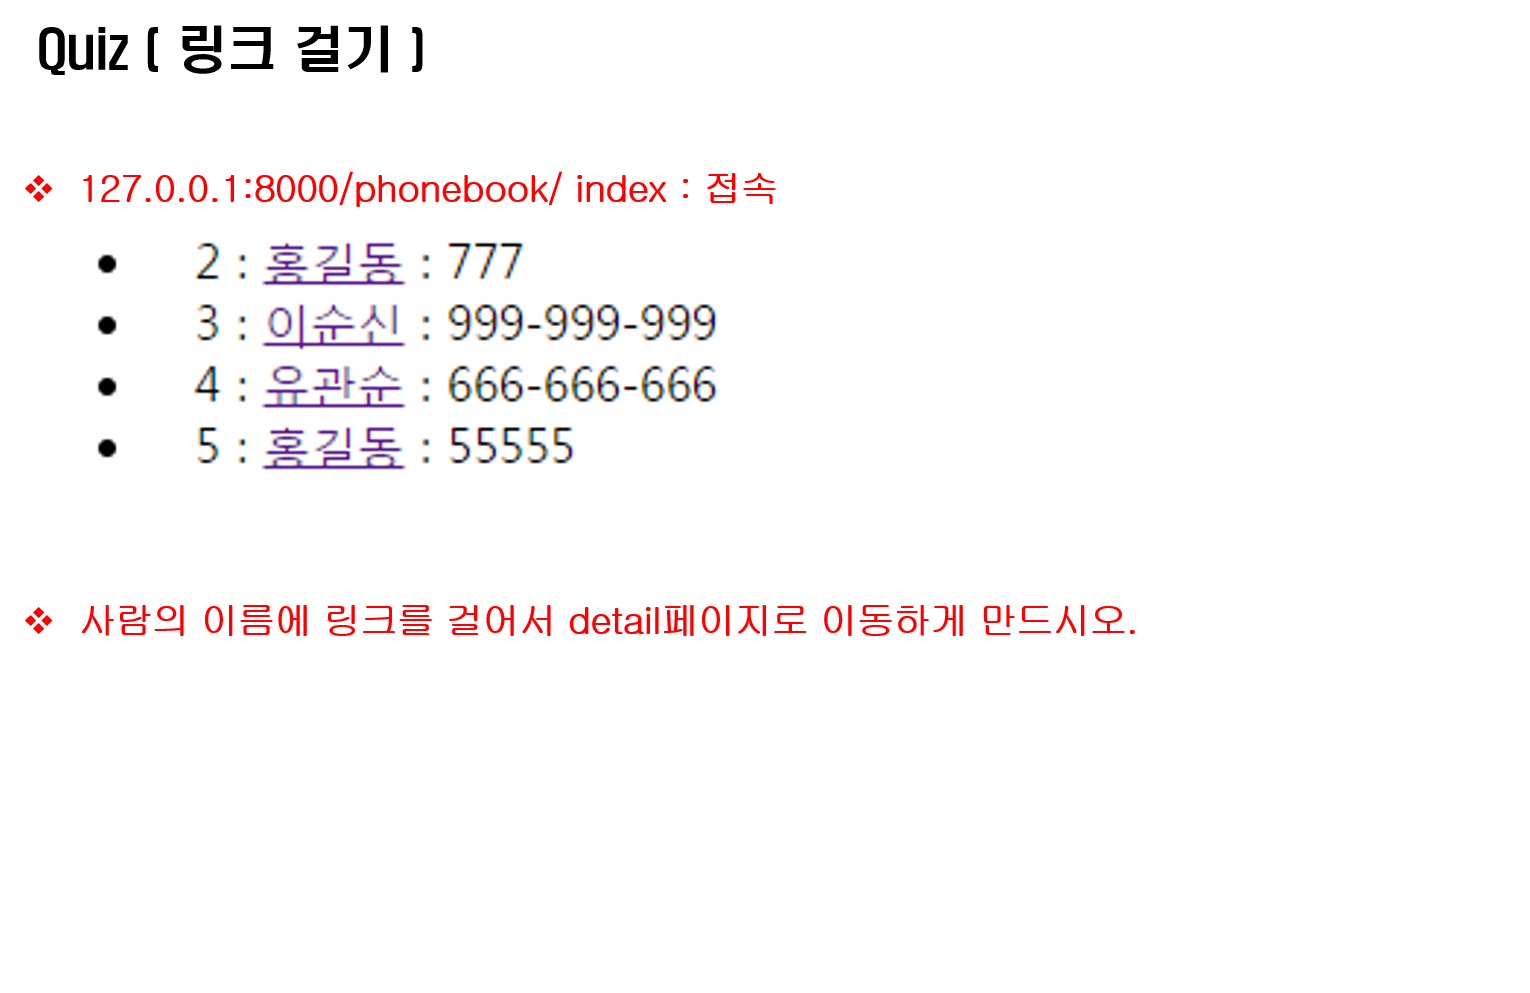 Quiz ( 링크 걸기 )
❖ 127.0.0.1:8000/phonebook/ index : 접속
• 2 : 홍길동 : 777
• 3 : 이순신 : 999-999-999
• 4 : 유관순 : 666-666-666
• 5 : 홍길동 : 55555
❖ 사람의 이름에 링크를 걸어서 detail페이지로 이동하게 만드시오.